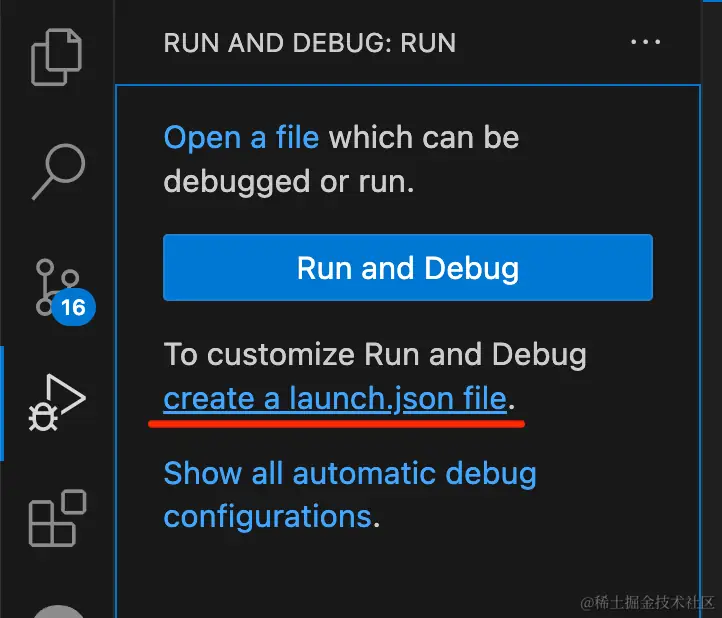 RUN AND DEBUG: RUN
Open a file which can be
debugged or run.
Run and Debug
16
To customize Run and Debug
create a launch.json file.
Show all automatic debug
configurations.
@稀土掘金技术社区